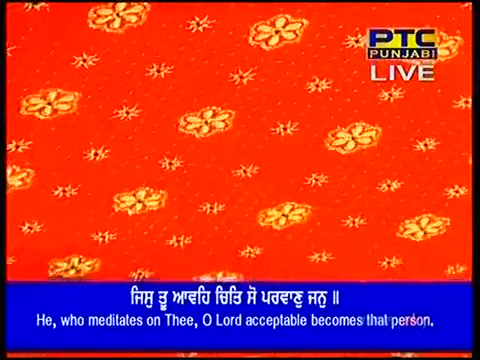 PTC
PUNJABI
LIVE
ਜਿਸੁ ਤੂ ਆਵਹਿ ਚਿਤਿ ਸੋ ਪਰਵਾਣੁ ਜਨੁ ॥
He, who meditates on Thee, O Lord acceptable becomes that person.